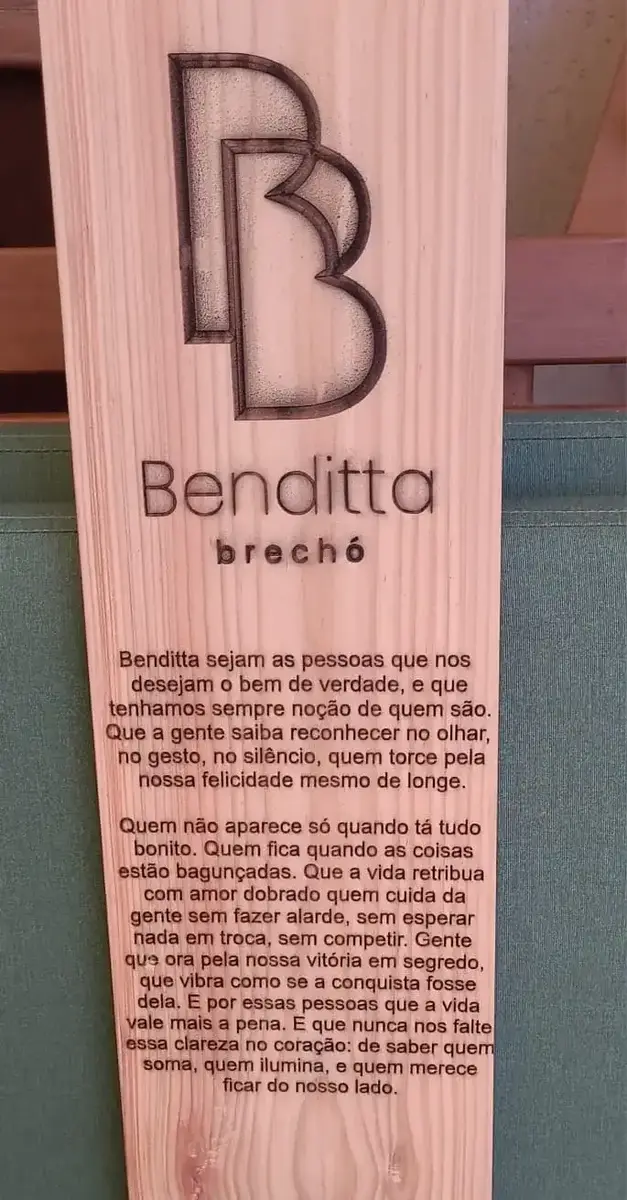 BB
Benditta
brechó
Benditta sejam as pessoas que nos
desejam o bem de verdade, e que
tenhamos sempre noção de quem são.
Que a gente saiba reconhecer no olhar,
no gesto, no silêncio, quem torce pela
nossa felicidade mesmo de longe.
Quem não aparece só quando tá tudo
bonito. Quem fica quando as coisas
estão bagunçadas. Que a vida retribua
com amor dobrado quem cuida da
gente sem fazer alarde, sem esperar
nada em troca, sem competir. Gente
que ora pela nossa vitória em segredo,
que vibra como se a conquista fosse
dela. E por essas pessoas que a vida
vale mais a pena. E que nunca nos falte
essa clareza no coração: de saber quem
soma, quem ilumina, e quem merece
ficar do nosso lado.